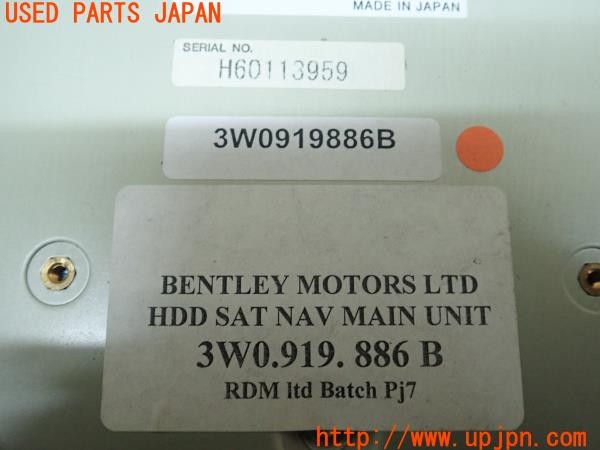 USED PARTS JAPAN
MADE IN JAPAN
SERIAL NO.
H60113959
3W0919886B
BENTLEY MOTORS LTD
HDD SAT NAV MAIN UNIT
3W0.919. 886 B
RDM ltd Batch Pj7
UPJ
www.upjpn.com